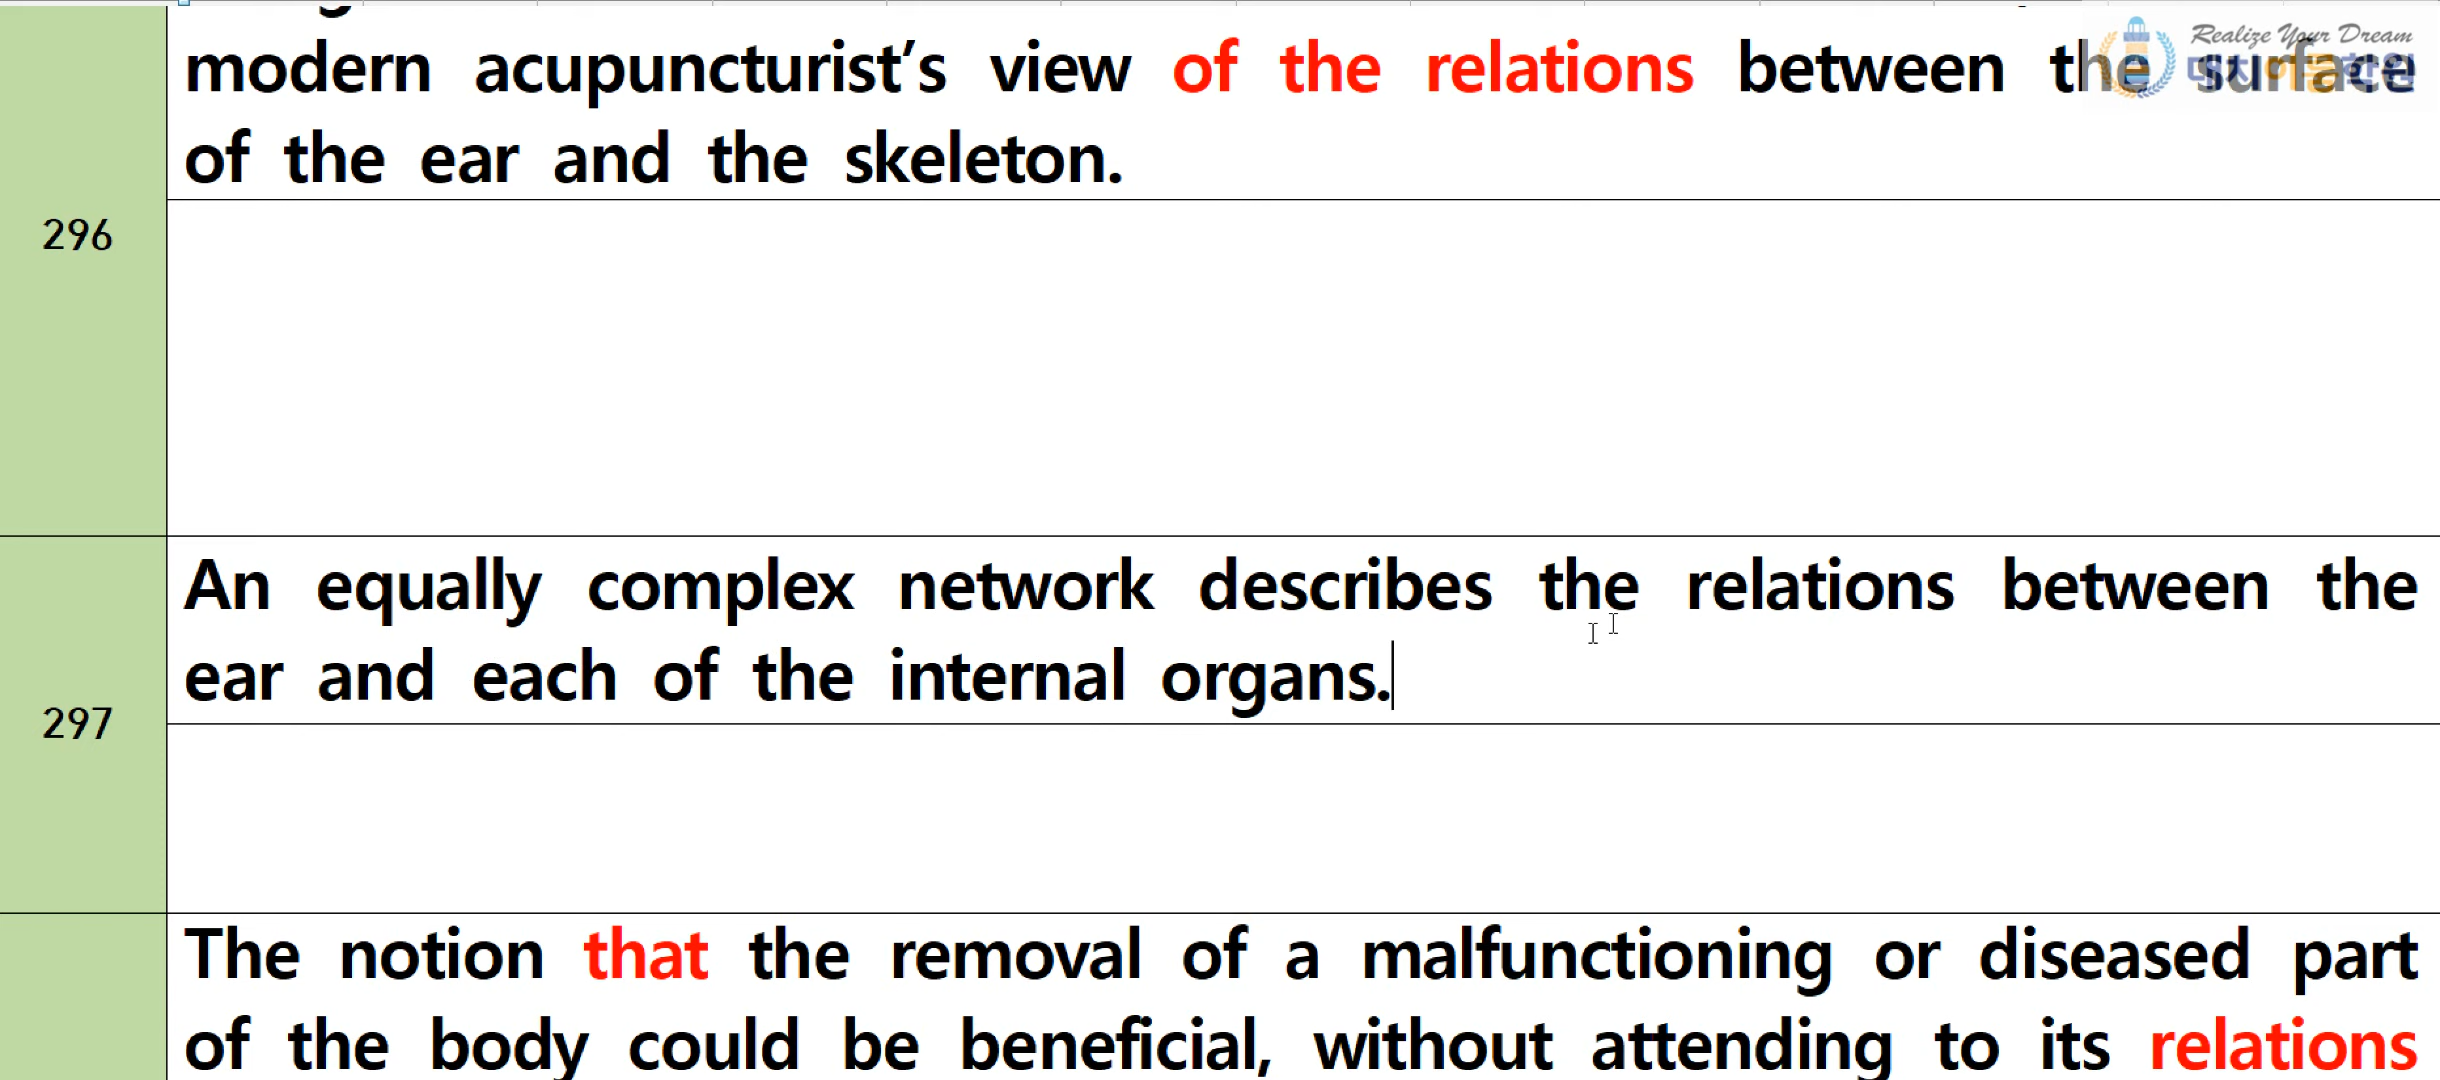 Realize Your Dream
modern acupuncturist’s view of the relations between the surface
of the ear and the skeleton.
296
An equally complex network describes the relations between the
ear and each of the internal organs.
297
The notion that the removal of a malfunctioning or diseased part
of the body could be beneficial, without attending to its relations